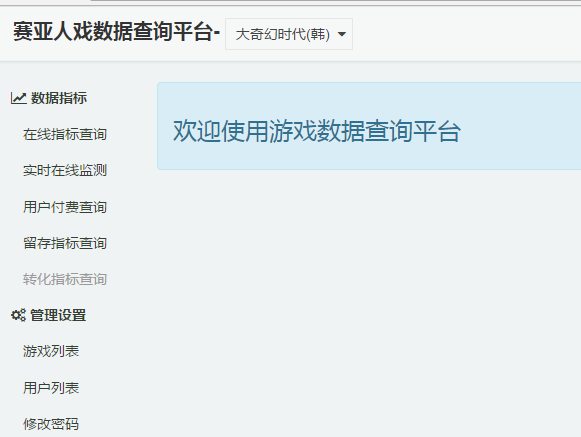 赛亚人戏数据查询平台- 大奇幻时代(韩)
数据指标
在线指标查询
实时在线监测
用户付费查询
留存指标查询
转化指标查询
管理设置
游戏列表
用户列表
修改密码
欢迎使用游戏数据查询平台